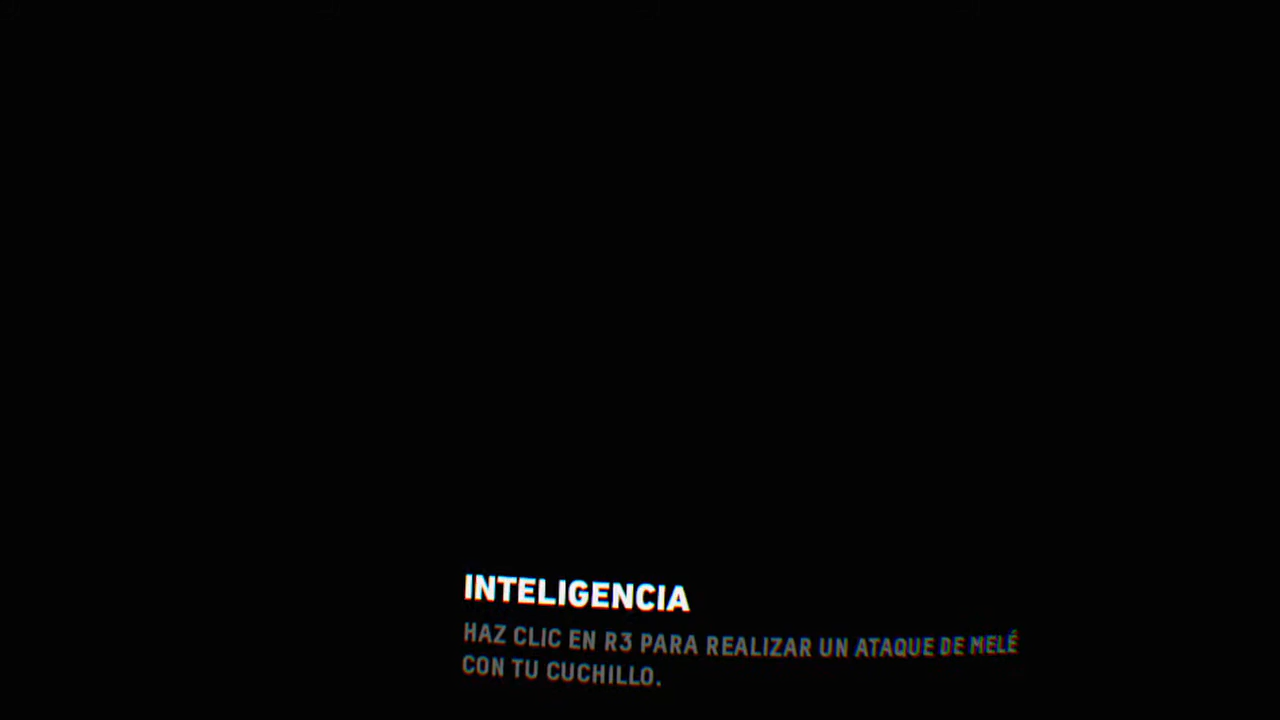 INTELIGENCIA
HAZ CLIC EN R3 PARA REALIZAR UN ATAQUE DE MELÉ
CON TU CUCHILLO.